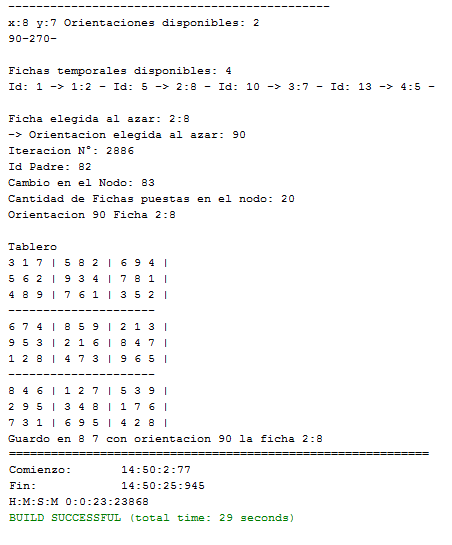 ----------------------------------------------
x:8 y:7 Orientaciones disponibles: 2
90-270-
Fichas temporales disponibles: 4
Id: 1 -> 1:2 - Id: 5 -> 2:8 - Id: 10 -> 3:7 - Id: 13 -> 4:5 -
Ficha elegida al azar: 2:8
-> Orientacion elegida al azar: 90
Iteracion N°: 2886
Id Padre: 82
Cambio en el Nodo: 83
Cantidad de Fichas puestas en el nodo: 20
Orientacion 90 Ficha 2:8
Tablero
3 1 7 | 5 8 2 | 6 9 4 |
5 6 2 | 9 3 4 | 7 8 1 |
4 8 9 | 7 6 1 | 3 5 2 |
---------------------
6 7 4 | 8 5 9 | 2 1 3 |
9 5 3 | 2 1 6 | 8 4 7 |
1 2 8 | 4 7 3 | 9 6 5 |
---------------------
8 4 6 | 1 2 7 | 5 3 9 |
2 9 5 | 3 4 8 | 1 7 6 |
7 3 1 | 6 9 5 | 4 2 8 |
Guardo en 8 7 con orientacion 90 la ficha 2:8
============================================================
Comienzo: 14:50:2:77
Fin: 14:50:25:945
H:M:S:M 0:0:23:23868
BUILD SUCCESSFUL (total time: 29 seconds)